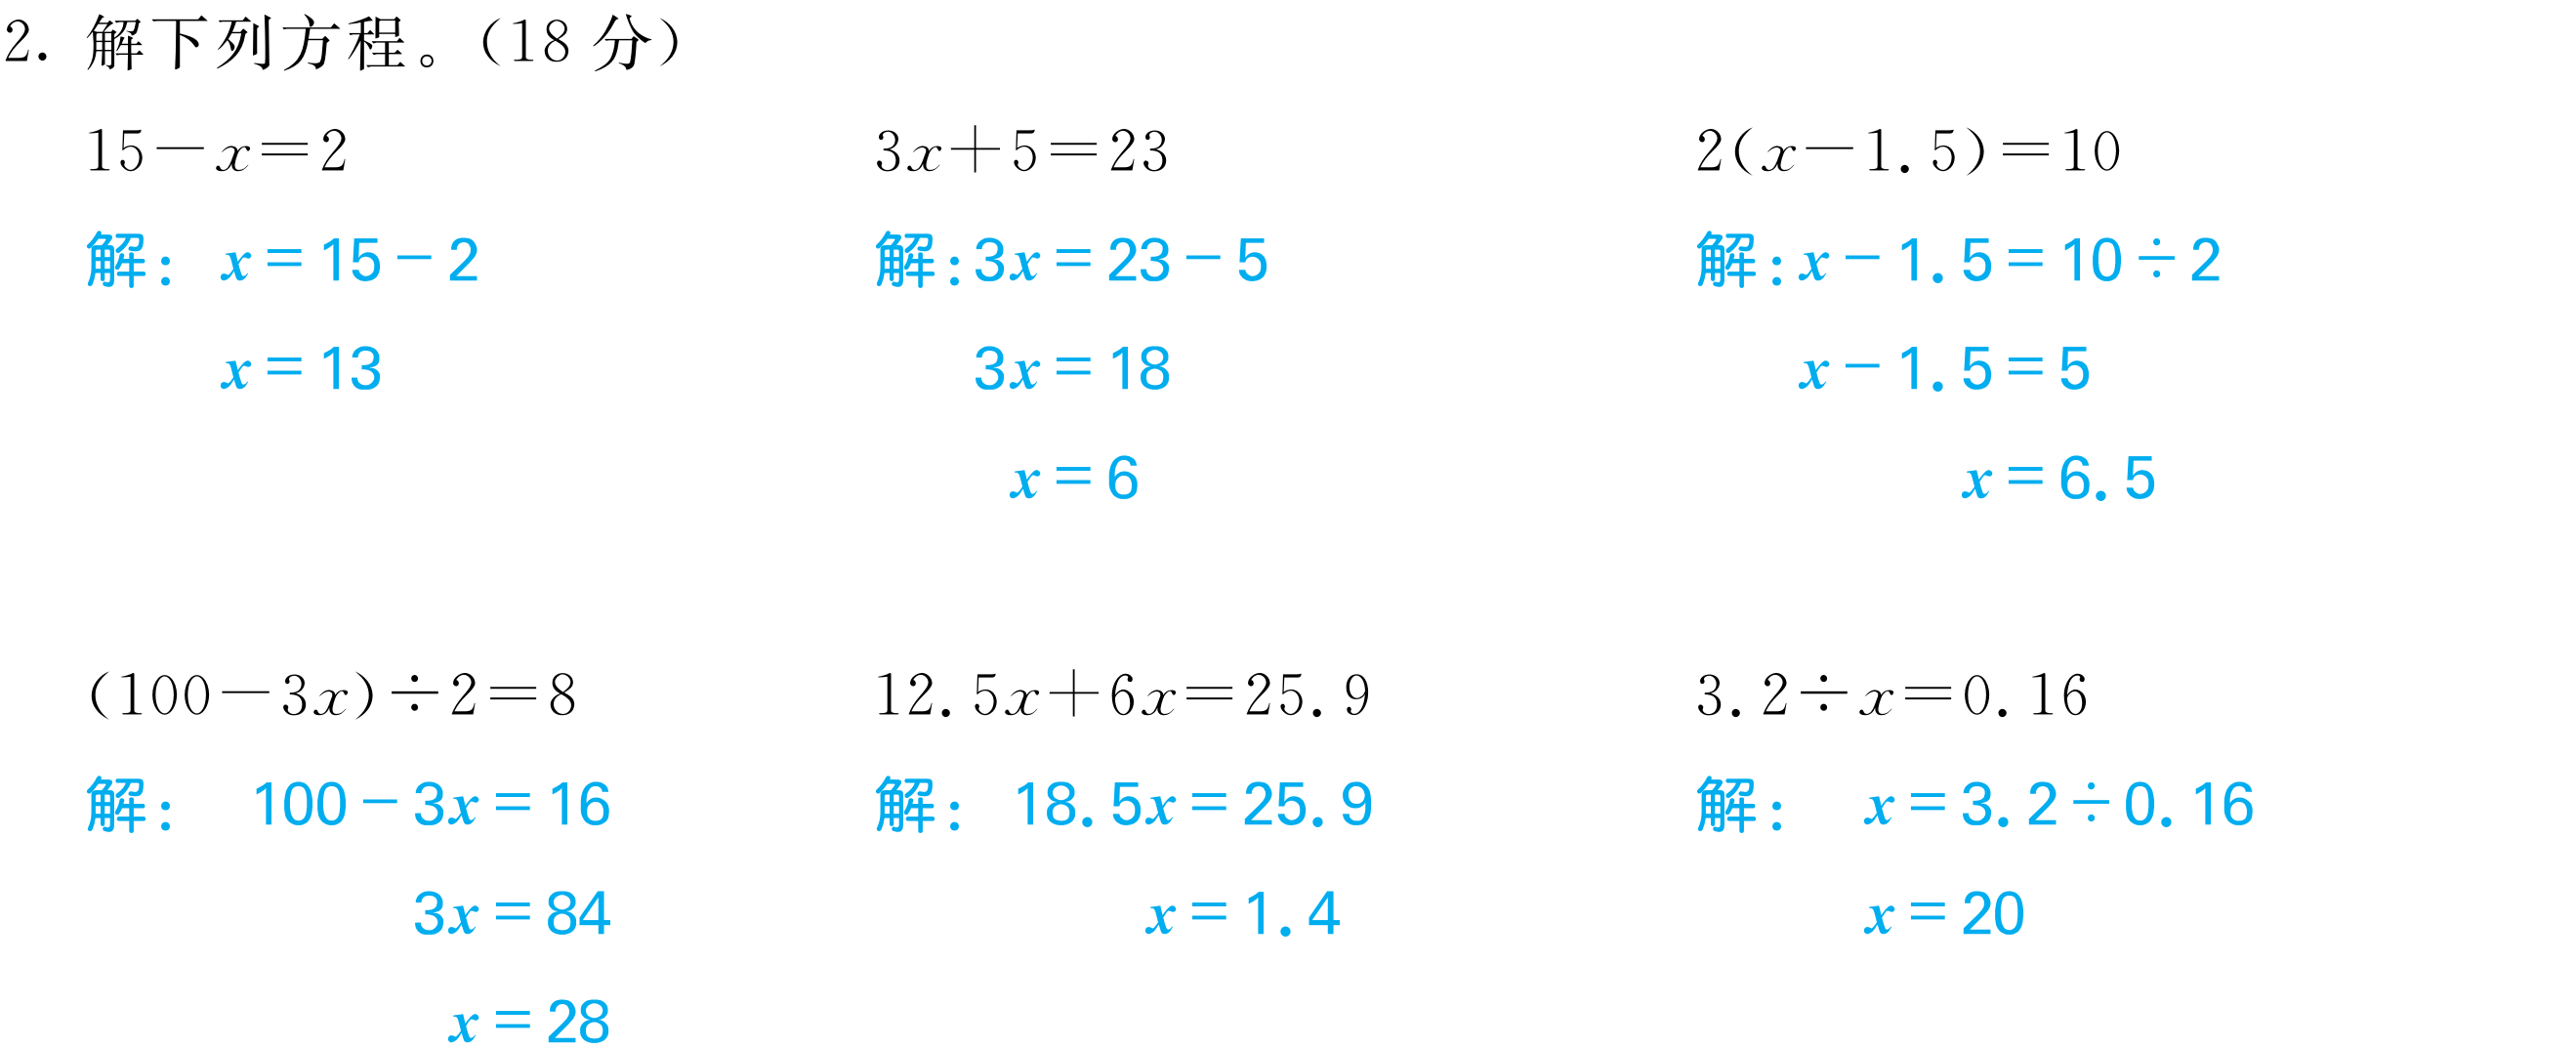 2. 解下列方程。(18 分)
15－x＝2 3x＋5＝23 2(x－1.5)＝10
解: x＝15－2 解:3x＝23－5 解:x－1.5＝10÷2
x＝13 3x＝18 x－1.5＝5
x＝6 x＝6.5
(100－3x)÷2＝8 12.5x＋6x＝25.9 3.2÷x＝0.16
解: 100－3x＝16 解: 18.5x＝25.9 解: x＝3.2÷0.16
3x＝84 x＝1.4 x＝20
x＝28